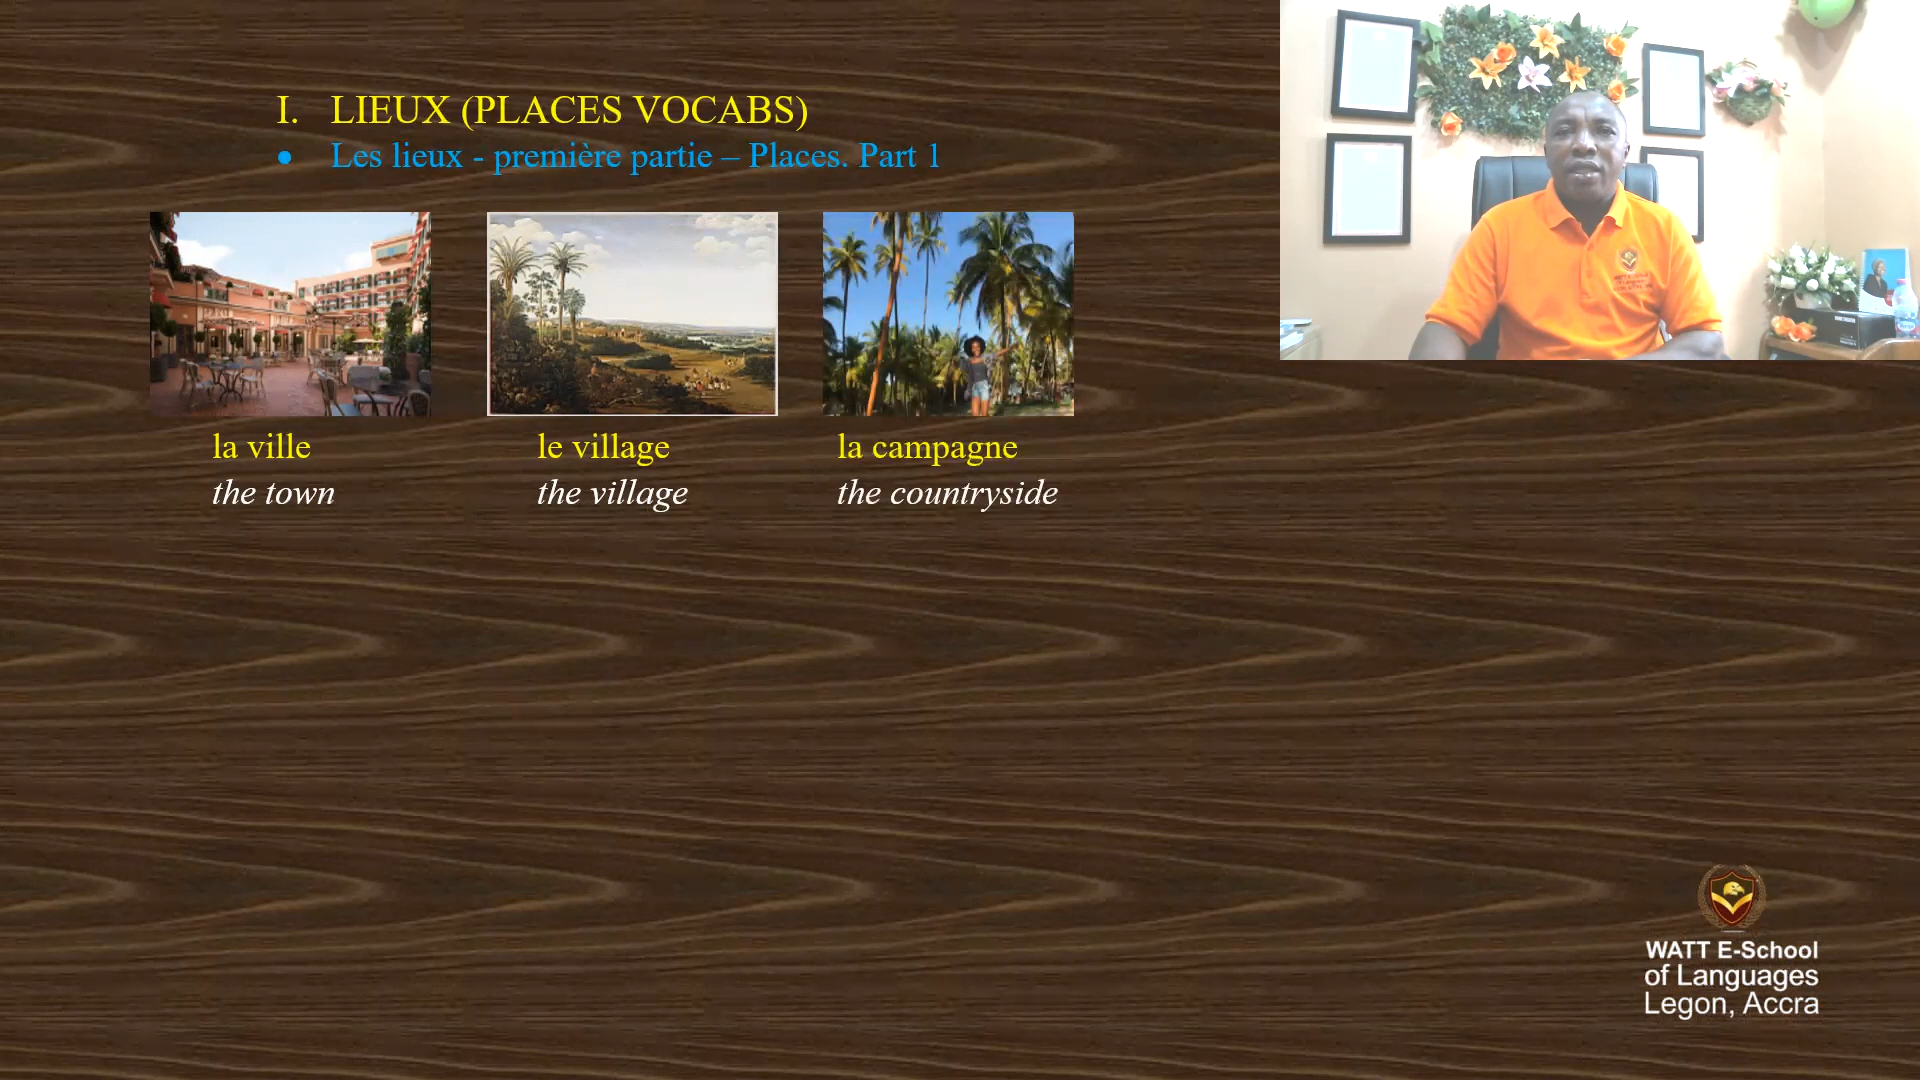 I. LIEUX (PLACES VOCABS)
• Les lieux - première partie – Places. Part 1
la ville
the town
le village
the village
la campagne
the countryside
WATT E-School
of Languages
Legon, Accra